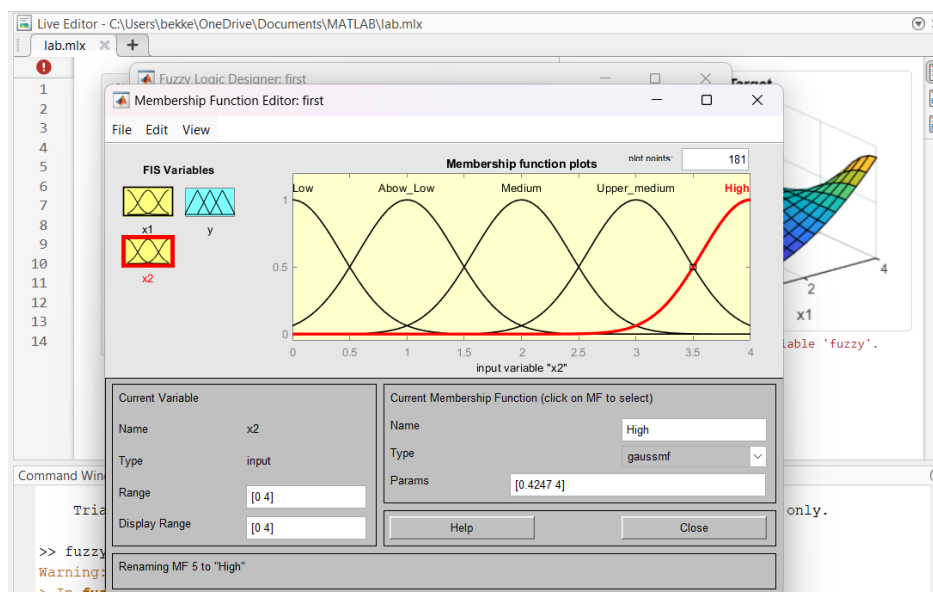 Live Editor - C:\Users\bekke\OneDrive\Documents\MATLAB\lab.mlx
lab.mlx
Fuzzy Logic Designer: first
Target
Membership Function Editor: first
File Edit View
FIS Variables
Membership function plots
plot points:
181
x1
y
x2
Low
Abow_Low
Medium
Upper_medium
High
1
0.5
0
0 0.5 1 1.5 2 2.5 3 3.5 4
input variable "x2"
Current Variable
Name x2
Type input
Range [0 4]
Display Range [0 4]
Current Membership Function (click on MF to select)
Name High
Type gaussmf
Params [0.4247 4]
Help
Close
Renaming MF 5 to "High"
1
2
3
4
5
6
7
8
9
10
11
12
13
14
4
2
x1
'fuzzy'.
Command
only.
>> fuzzy
Warning:
> In